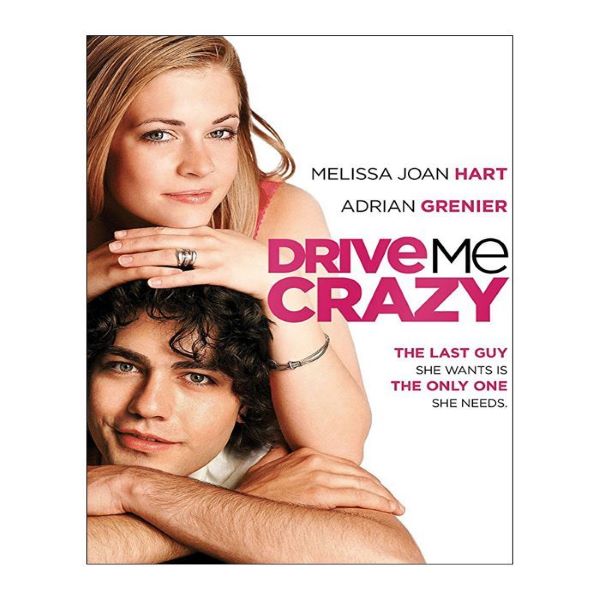 MELISSA JOAN HART
ADRIAN GRENIER
DRIVe Me
CRAZY
THE LAST GUY
SHE WANTS IS
THE ONLY ONE
SHE NEEDS.